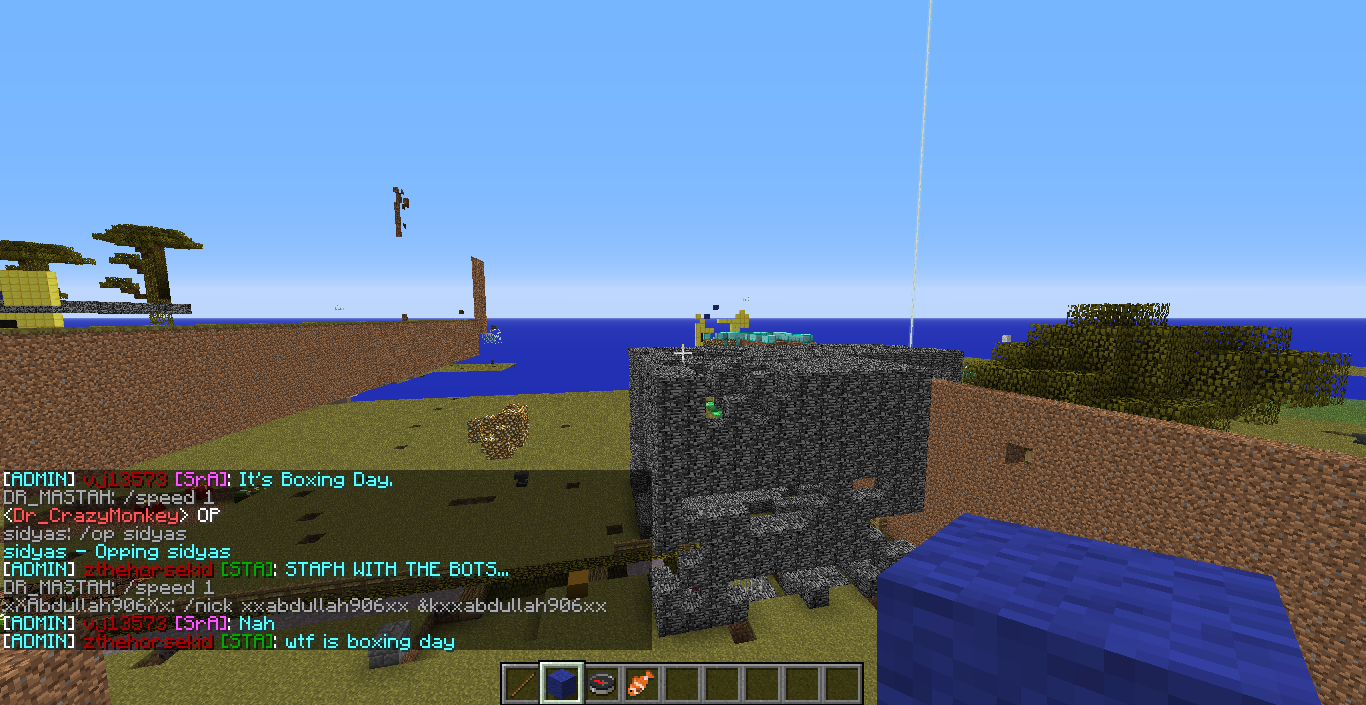 [ADMIN] vj13573 [SrA]: It's Boxing Day.
DR_MASTAH: /speed 1
<Dr_CrazyMonkey> OP
sidyas: /op sidyas
sidyas - Opping sidyas
[ADMIN] zthehorsekid [STA]: STAPH WITH THE BOTS...
DR_MASTAH: /speed 1
xXAbdullah906Xx: /nick xxabdullah906xx &kxxabdullah906xx
[ADMIN] vj13573 [SrA]: Nah
[ADMIN] zthehorsekid [STA]: wtf is boxing day